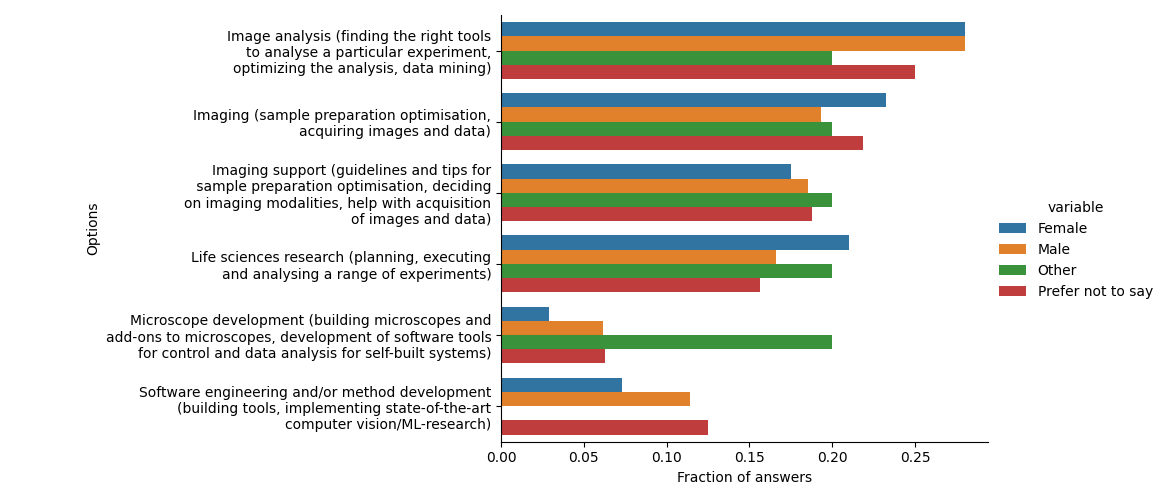 Image analysis (finding the right tools
to analyse a particular experiment,
optimizing the analysis, data mining)
Imaging (sample preparation optimisation,
acquiring images and data)
Imaging support (guidelines and tips for
sample preparation optimisation, deciding
on imaging modalities, help with acquisition
of images and data)
Life sciences research (planning, executing
and analysing a range of experiments)
Microscope development (building microscopes and
add-ons to microscopes, development of software tools
for control and data analysis for self-built systems)
Software engineering and/or method development
(building tools, implementing state-of-the-art
computer vision/ML-research)
Options
0.00 0.05 0.10 0.15 0.20 0.25
Fraction of answers
variable
Female
Male
Other
Prefer not to say